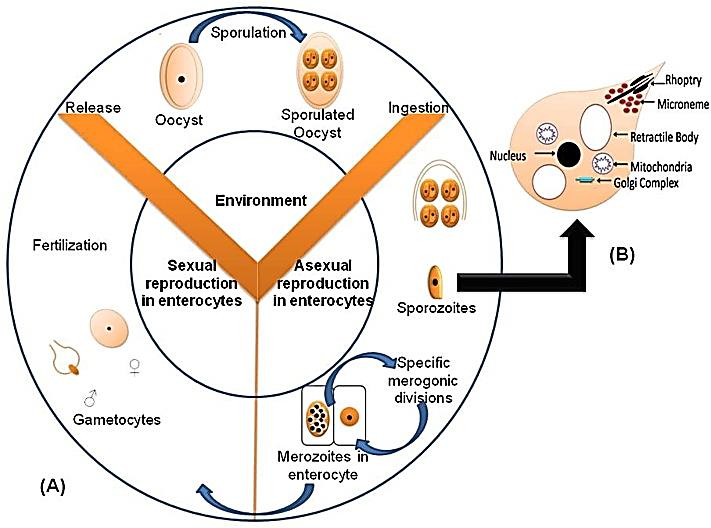 Sporulation
Release
Oocyst
Sporulated
Oocyst
Ingestion
Environment
Fertilization
Sexual
reproduction
in enterocytes
Asexual
reproduction
in enterocytes
Sporozoites
♀
♂
Gametocytes
Specific
merogonic
divisions
Merozoites in
enterocyte
(A)
Rhoptry
Microneme
Retractile Body
Nucleus
Mitochondria
Golgi Complex
(B)